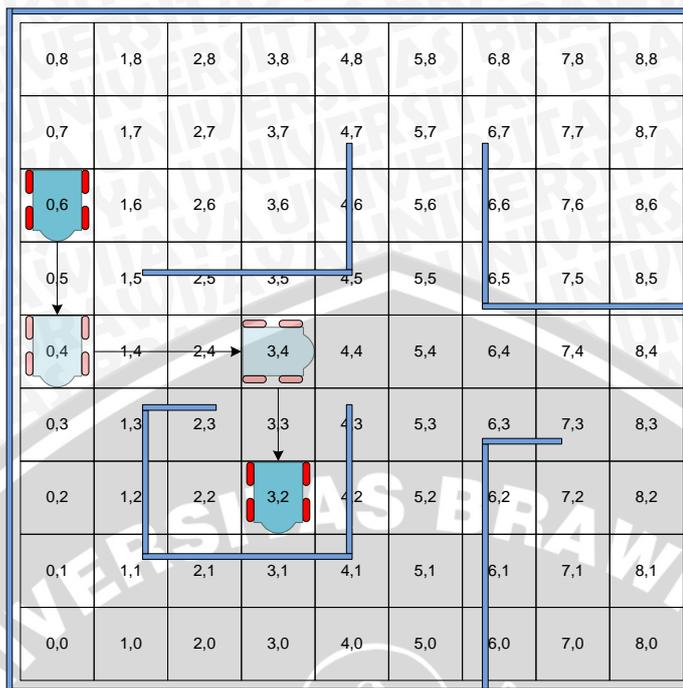 0,8 1,8 2,8 3,8 4,8 5,8 6,8 7,8 8,8
0,7 1,7 2,7 3,7 4,7 5,7 6,7 7,7 8,7
0,6 1,6 2,6 3,6 4,6 5,6 6,6 7,6 8,6
0,5 1,5 2,5 3,5 4,5 5,5 6,5 7,5 8,5
0,4 1,4 2,4 3,4 4,4 5,4 6,4 7,4 8,4
0,3 1,3 2,3 3,3 4,3 5,3 6,3 7,3 8,3
0,2 1,2 2,2 3,2 4,2 5,2 6,2 7,2 8,2
0,1 1,1 2,1 3,1 4,1 5,1 6,1 7,1 8,1
0,0 1,0 2,0 3,0 4,0 5,0 6,0 7,0 8,0
VERSITAS BRAW